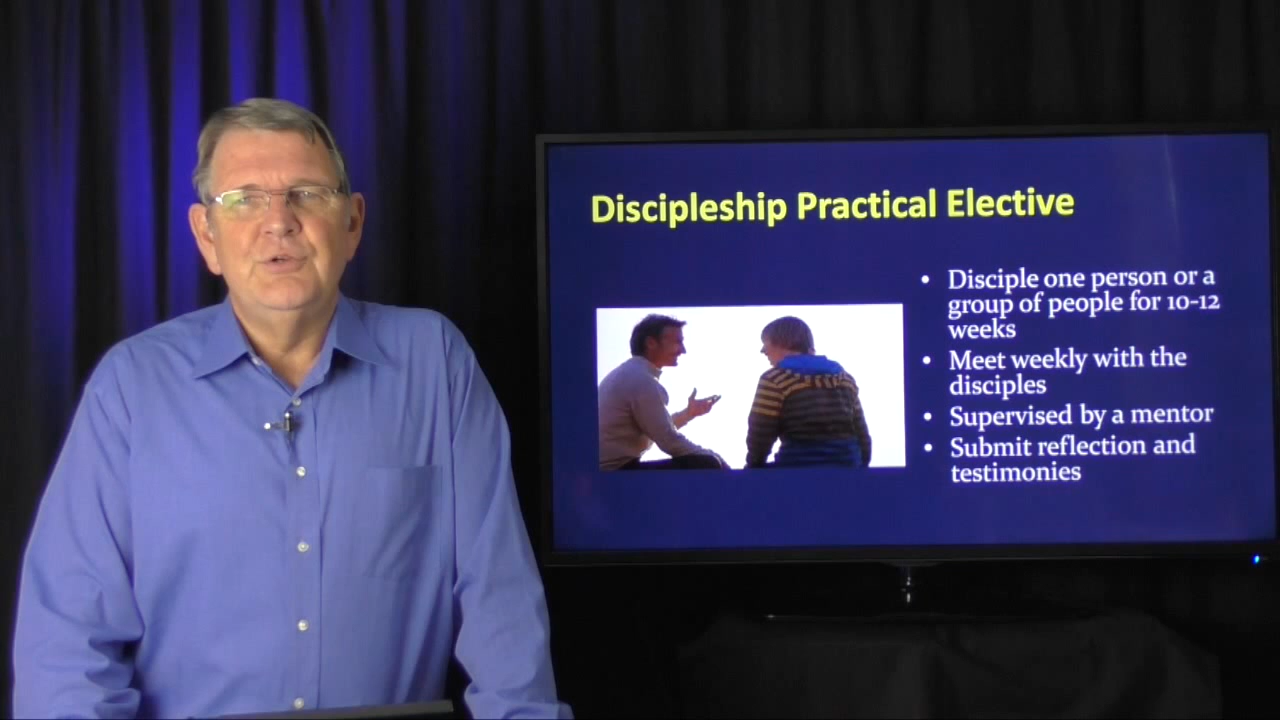 Discipleship Practical Elective
• Disciple one person or a
group of people for 10-12
weeks
• Meet weekly with the
disciples
• Supervised by a mentor
• Submit reflection and
testimonies